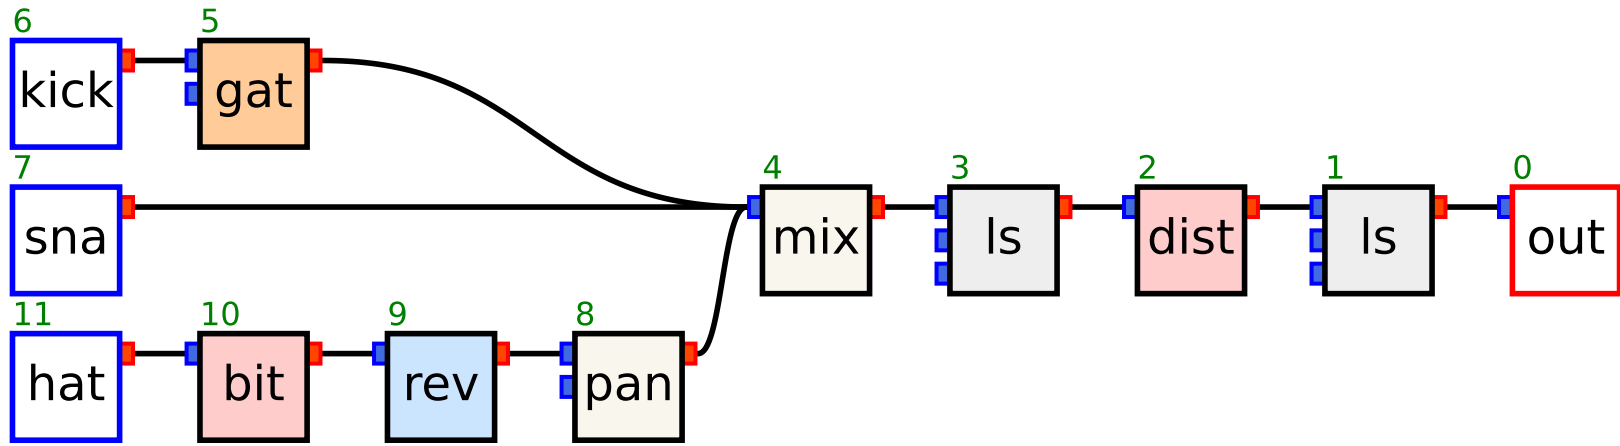 6 5
kick gat
7 4 3 2 1 0
sna mix ls dist ls out
11 10 9 8
hat bit rev pan